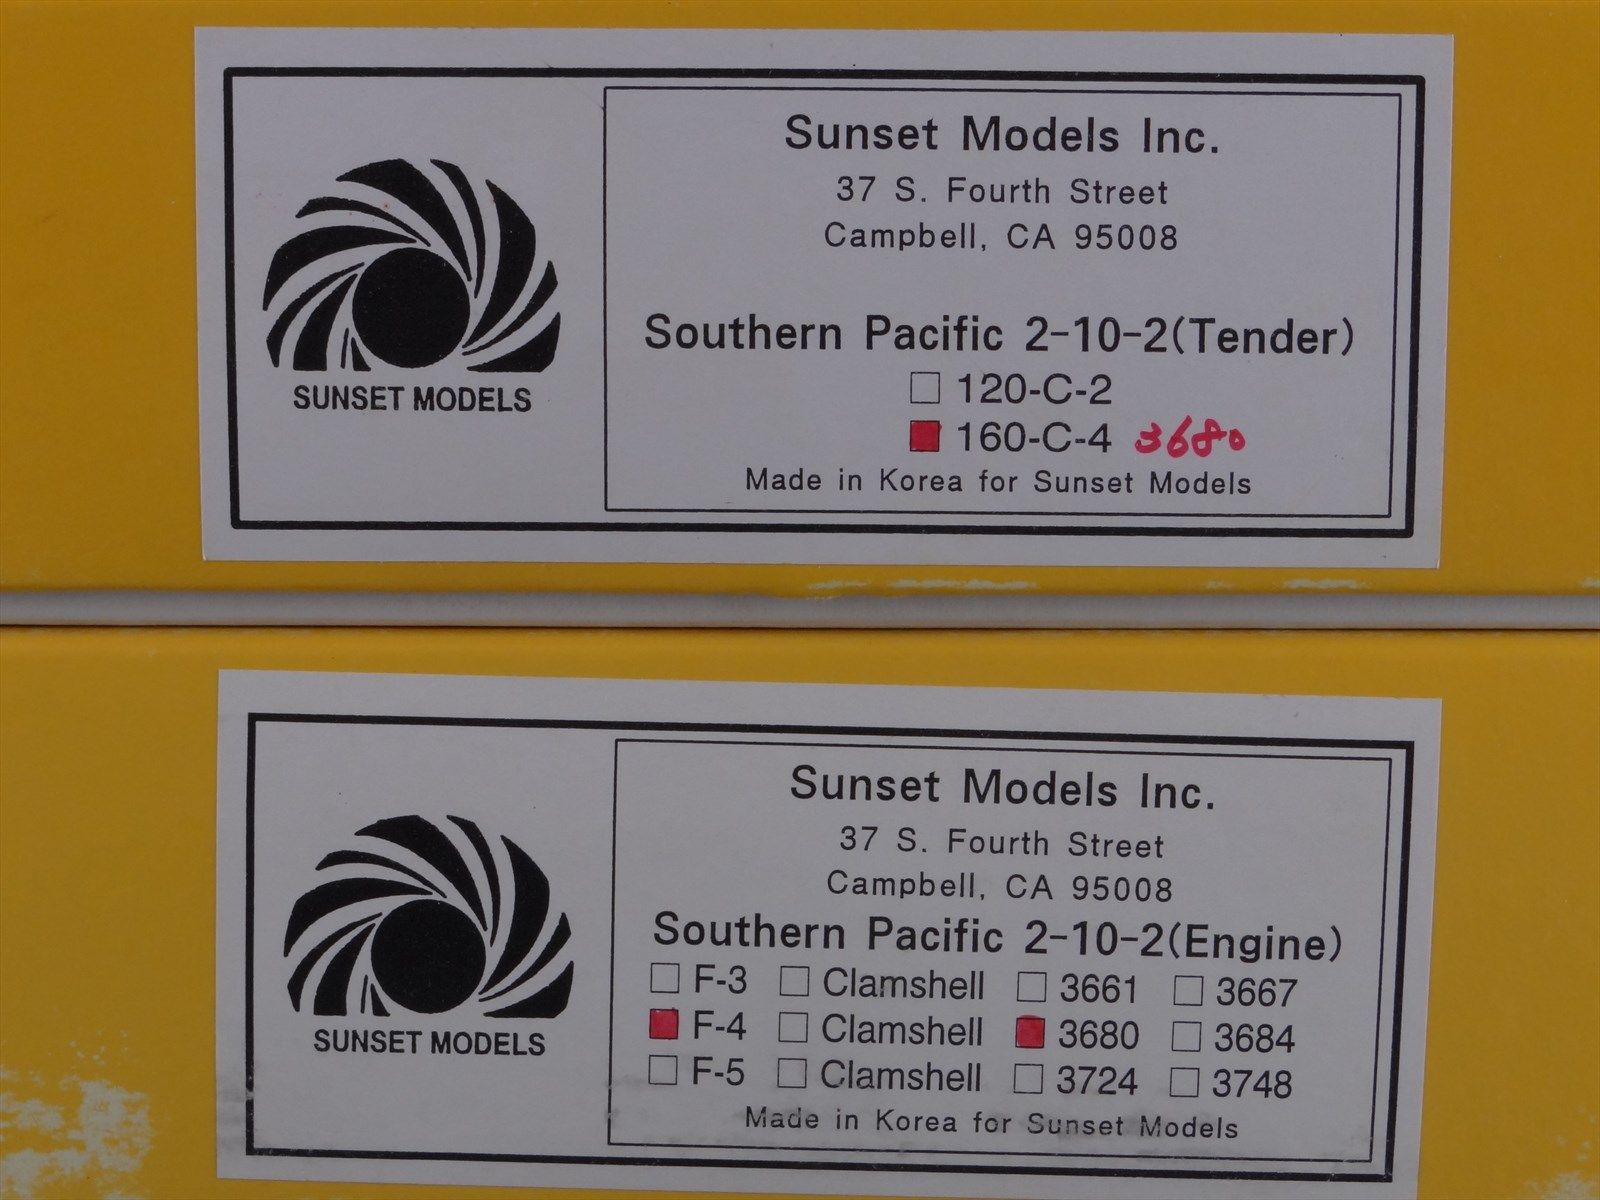 Sunset Models Inc.
37 S. Fourth Street
Campbell, CA 95008
Southern Pacific 2-10-2(Tender)
120-C-2
160-C-4 3680
Made in Korea for Sunset Models
SUNSET MODELS
Sunset Models Inc.
37 S. Fourth Street
Campbell, CA 95008
Southern Pacific 2-10-2(Engine)
F-3 Clamshell 3661 3667
F-4 Clamshell 3680 3684
F-5 Clamshell 3724 3748
Made in Korea for Sunset Models
SUNSET MODELS